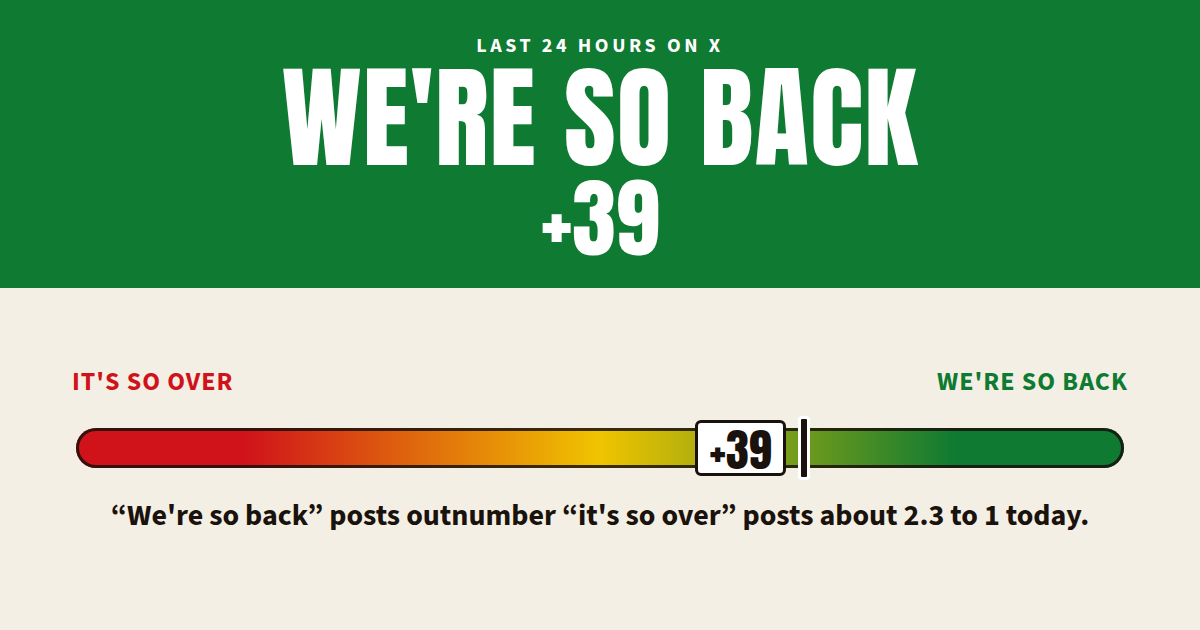 LAST 24 HOURS ON X
WE'RE SO BACK
+39
IT'S SO OVER
WE'RE SO BACK
+39
“We're so back” posts outnumber “it's so over” posts about 2.3 to 1 today.